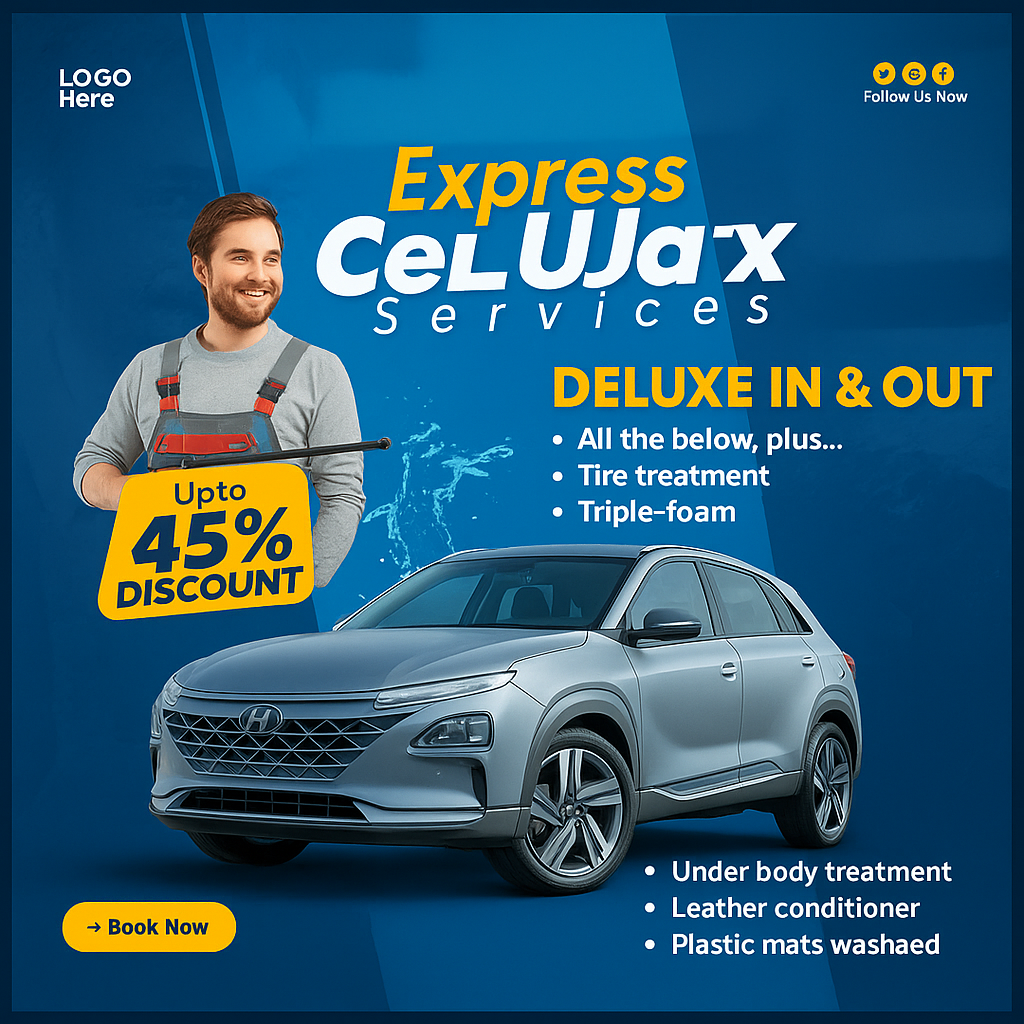 LOGO
Here
Follow Us Now
Express
CeLUJa-x
Services
DELUXE IN & OUT
• All the below, plus...
• Tire treatment
• Triple-foam
Upto
45%
DISCOUNT
• Under body treatment
• Leather conditioner
• Plastic mats washaed
→ Book Now